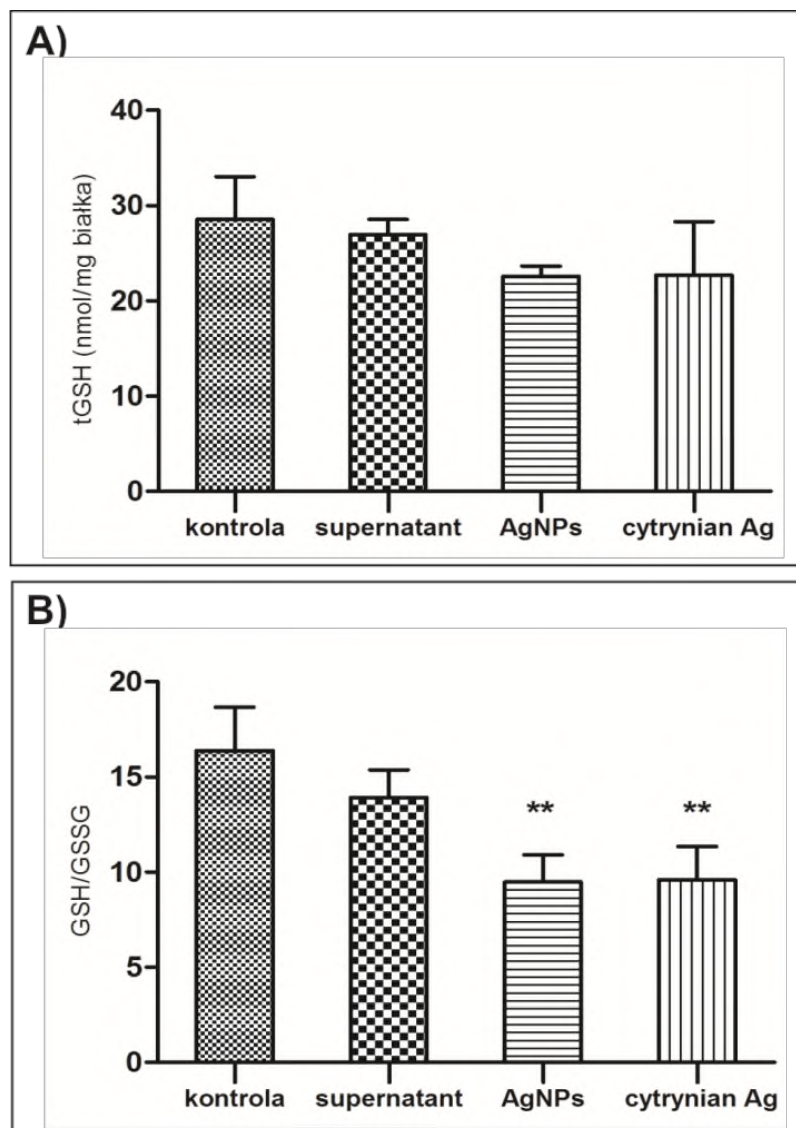 A)
tGSH (nmol/mg białka)
40
30
20
10
0
kontrola supernatant AgNPs cytrynian Ag
B)
GSH/GSSG
20
15
10
5
0
** **
kontrola supernatant AgNPs cytrynian Ag